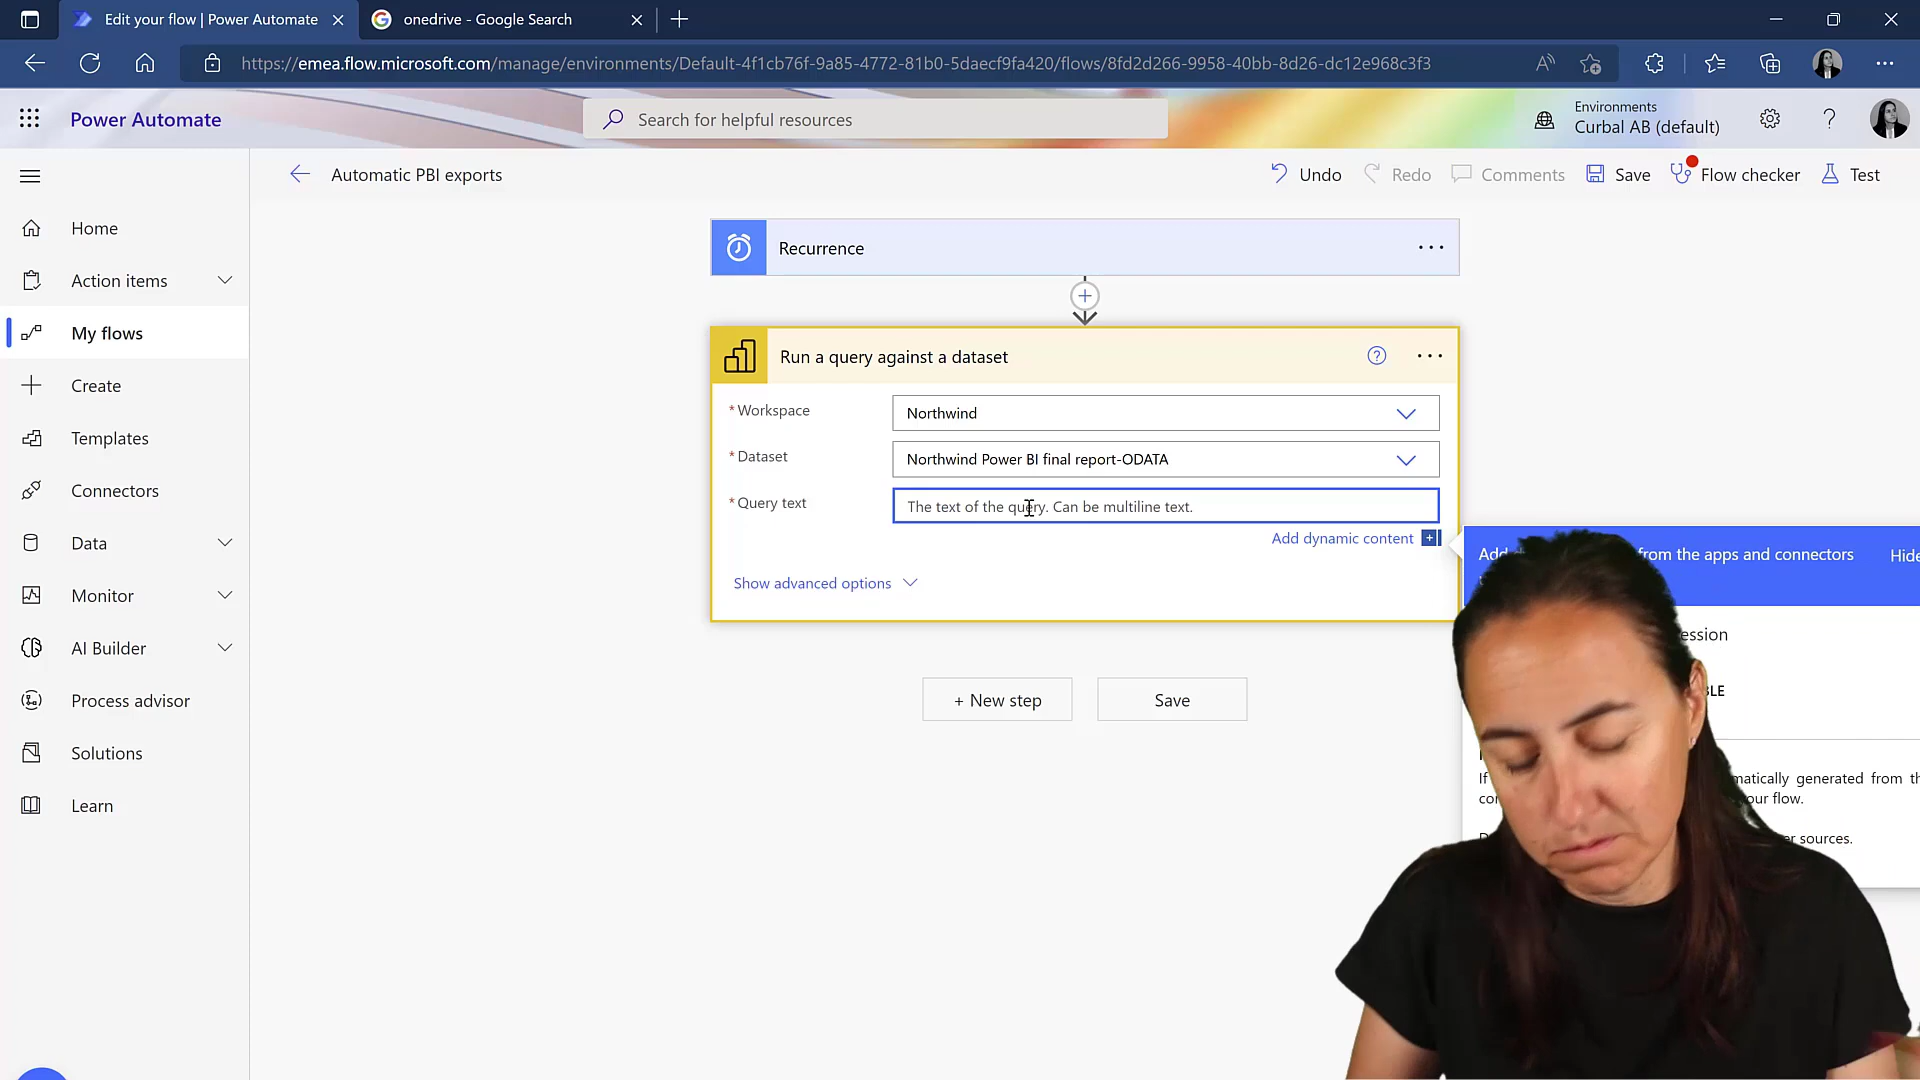 Edit your flow | Power Automate
onedrive - Google Search
https://emea.flow.microsoft.com/manage/environments/Default-4f1cb76f-9a85-4772-81b0-5daecf9fa420/flows/8fd2d266-9958-40bb-8d26-dc12e968c3f3
Power Automate
Search for helpful resources
Environments
Curbal AB (default)
Automatic PBI exports
Undo
Redo
Comments
Save
Flow checker
Test
Home
Action items
My flows
Create
Templates
Connectors
Data
Monitor
AI Builder
Process advisor
Solutions
Learn
Recurrence
Run a query against a dataset
* Workspace
Northwind
* Dataset
Northwind Power BI final report-ODATA
* Query text
The text of the query. Can be multiline text.
Add dynamic content
Show advanced options
+ New step
Save
from the apps and connectors
Hide
If
our flow.
sources.